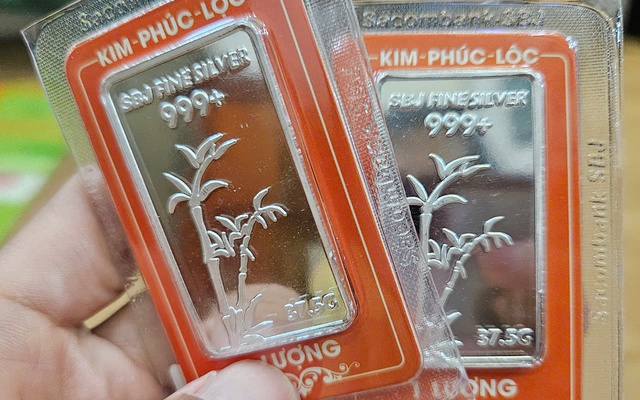 KIM-PHÚC-LỘC
SBJ FINE SILVER
999+
37.5G
LƯỢNG
Sacombank-SBJ
KIM-PHÚC-LỘC
SBJ FINE SILVER
999+
37.5G
LƯỢNG
Sacombank SBJ